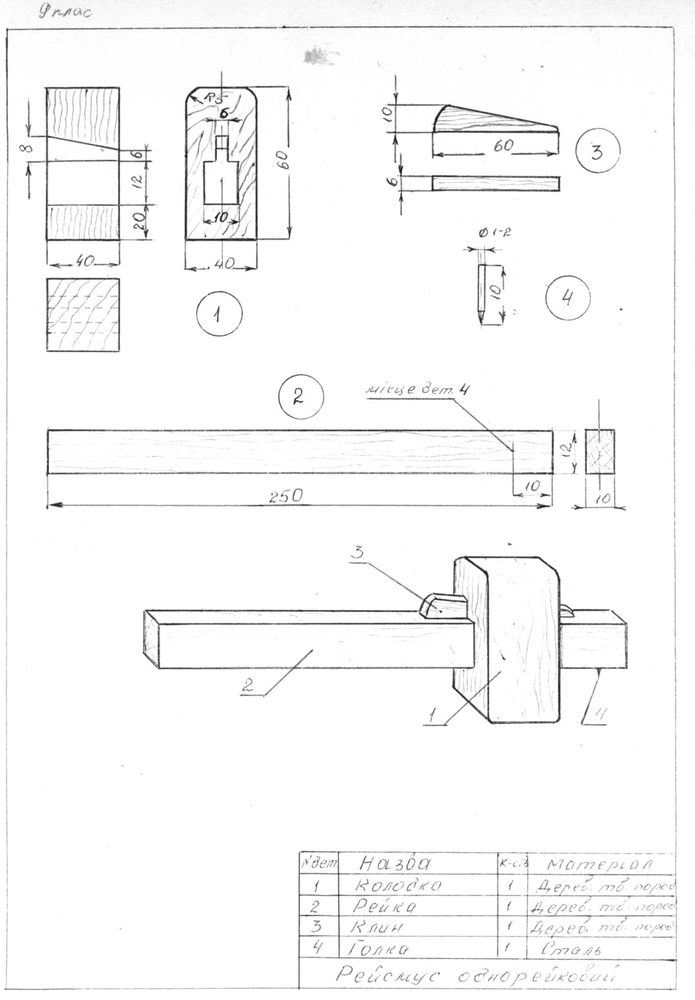 9 клас
R5
6
8
6
12
20
10
60
40
40
1
10
60
3
6
Ø 1-2
10
4
2
місце дет. 4
12
10
250
10
3
2
1
4
№ дет. Назва К-сть Матеріал
1 Колодка 1 Дерев. тв. пород
2 Рейка 1 Дерев. тв. пород
3 Клин 1 Дерев. тв. пород
4 Голка 1 Сталь
Рейсмус однорейковий